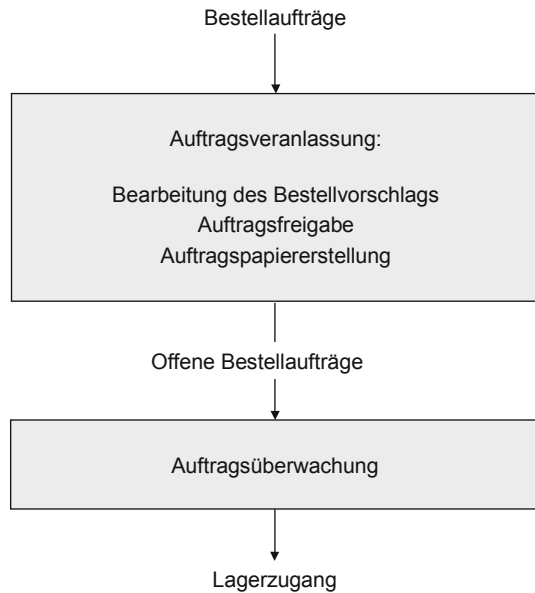 Bestellaufträge
Auftragsveranlassung:
Bearbeitung des Bestellvorschlags
Auftragsfreigabe
Auftragspapiererstellung
Offene Bestellaufträge
Auftragsüberwachung
Lagerzugang